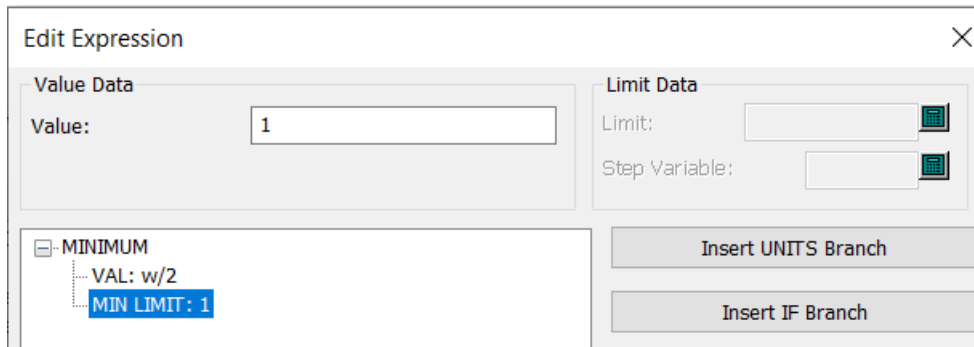 Edit Expression
Value Data
Value:
1
Limit Data
Limit:
Step Variable:
MINIMUM
VAL: w/2
MIN LIMIT: 1
Insert UNITS Branch
Insert IF Branch